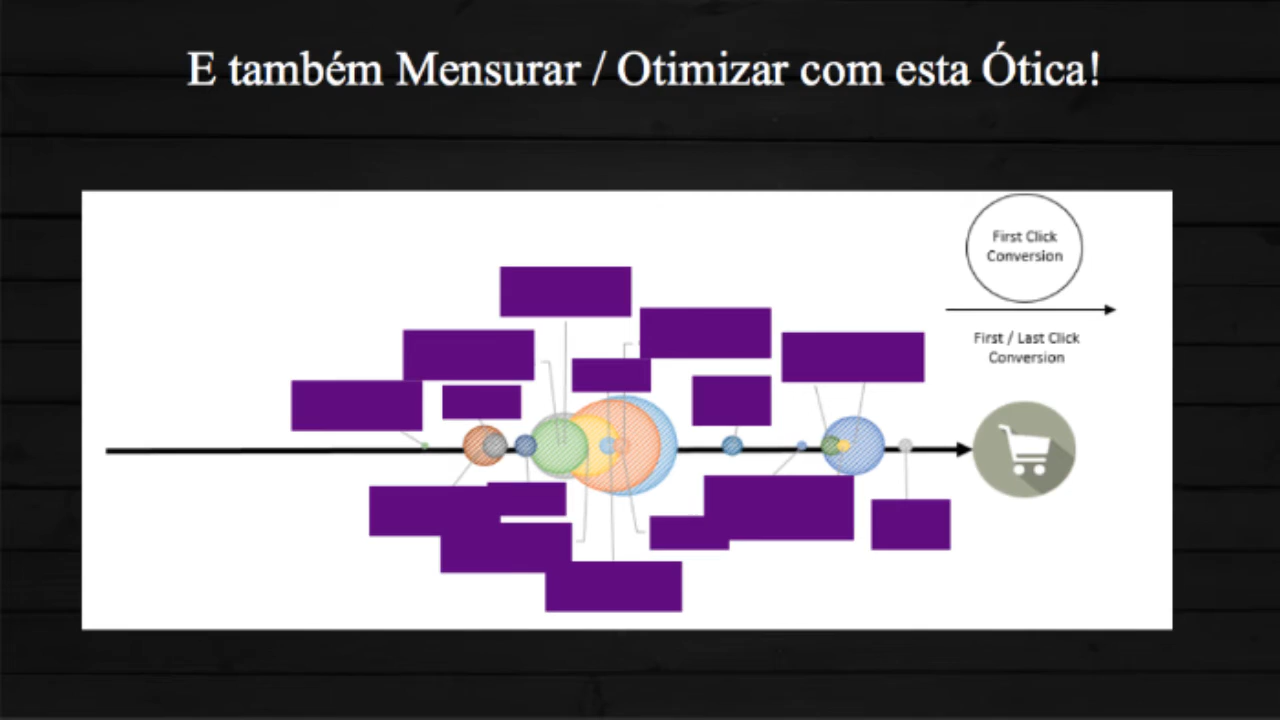 E também Mensurar / Otimizar com esta Ótica!
First Click
Conversion
First / Last Click
Conversion